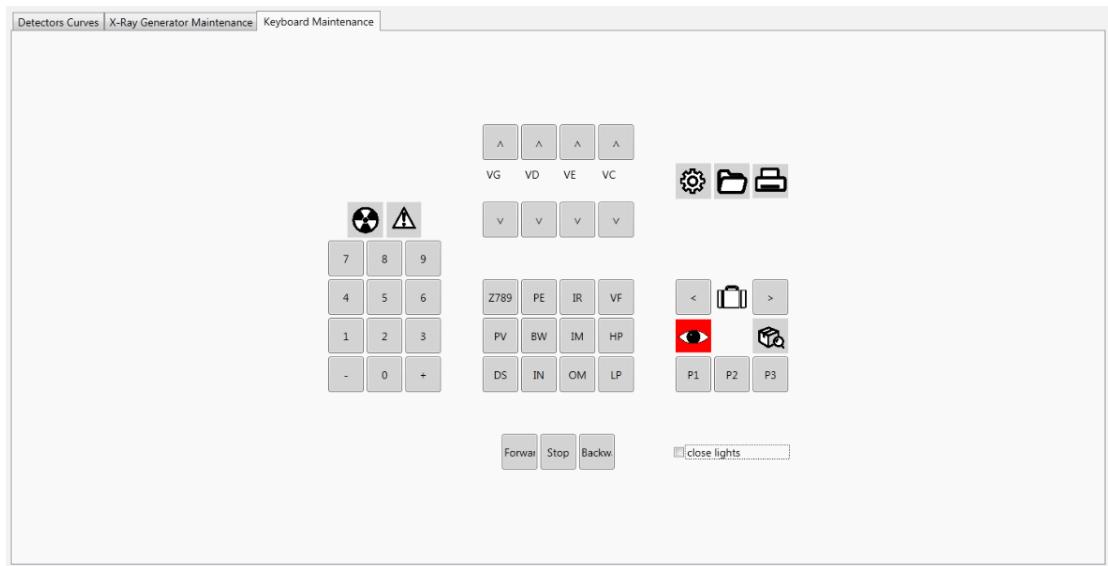 Detectors Curves X-Ray Generator Maintenance Keyboard Maintenance
^ ^ ^ ^
VG VD VE VC
v v v v
7 8 9
4 5 6
1 2 3
- 0 +
Z789 PE IR VF
PV BW IM HP
DS IN OM LP
< >
P1 P2 P3
Forwar Stop Backw.
close lights